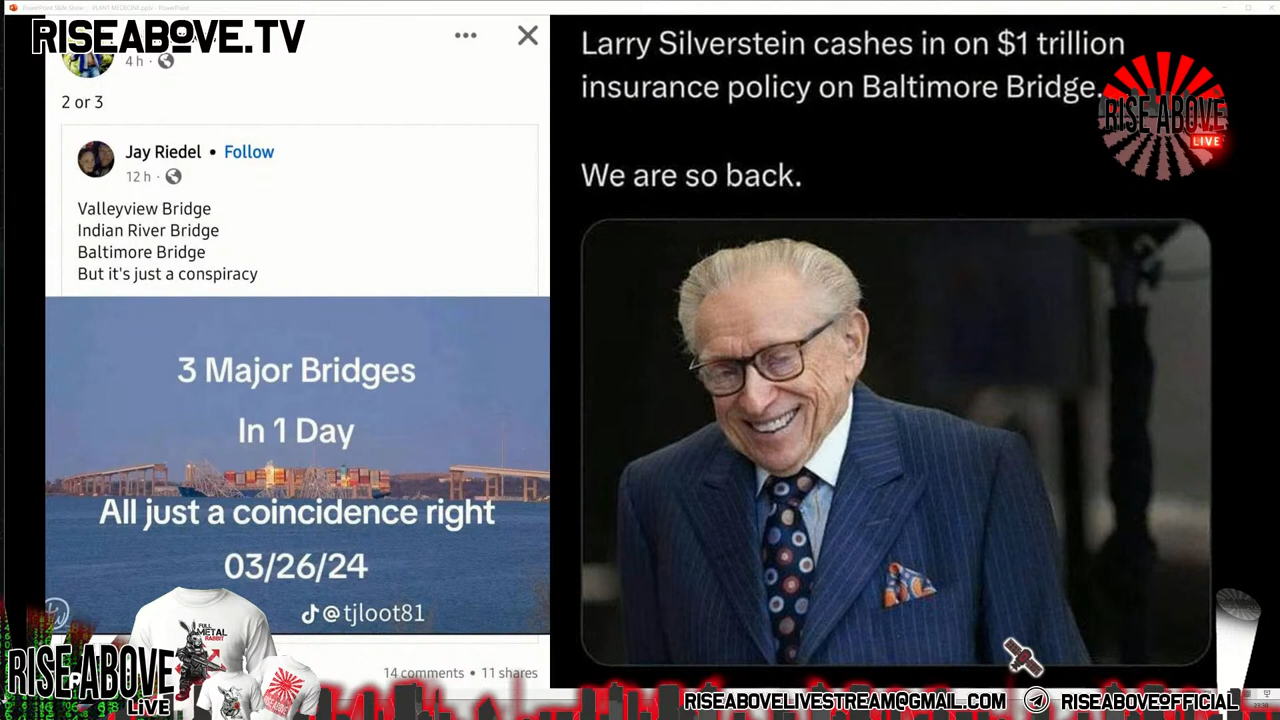 RISEABOVE.TV
4 h
2 or 3
Jay Riedel • Follow
12 h
Valleyview Bridge
Indian River Bridge
Baltimore Bridge
But it's just a conspiracy
3 Major Bridges
In 1 Day
All just a coincidence right
03/26/24
@tjloot81
14 comments • 11 shares
Larry Silverstein cashes in on $1 trillion
insurance policy on Baltimore Bridge.
We are so back.
RISE ABOVE
LIVE
FULL
METAL
RABBIT
RISE ABOVE
LIVE
RISEABOVELIVESTREAM@GMAIL.COM
RISEABOVE9FFICIAL